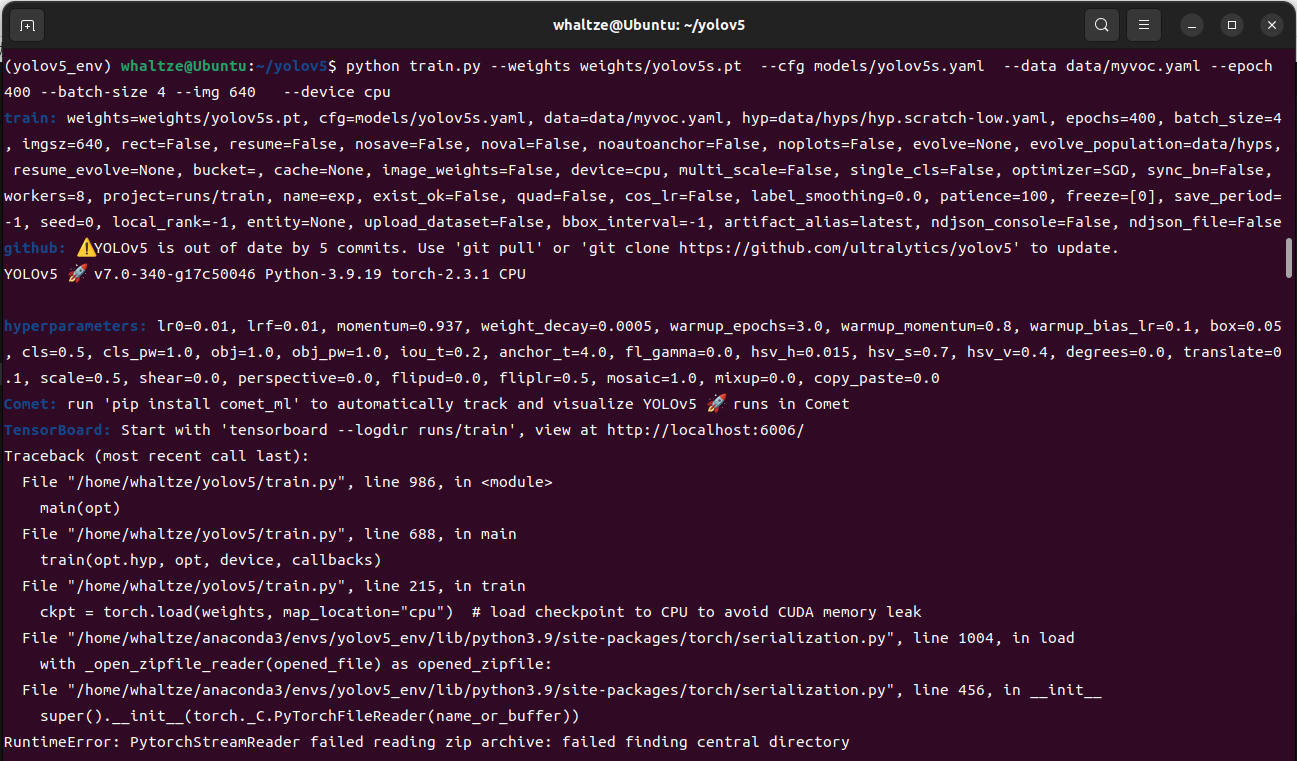 whaltze@Ubuntu: ~/yolov5
(yolov5_env) whaltze@Ubuntu:~/yolov5$ python train.py --weights weights/yolov5s.pt  --cfg models/yolov5s.yaml  --data data/myvoc.yaml --epoch
400 --batch-size 4 --img 640   --device cpu
train: weights=weights/yolov5s.pt, cfg=models/yolov5s.yaml, data=data/myvoc.yaml, hyp=data/hyps/hyp.scratch-low.yaml, epochs=400, batch_size=4
, imgsz=640, rect=False, resume=False, nosave=False, noval=False, noautoanchor=False, noplots=False, evolve=None, evolve_population=data/hyps,
resume_evolve=None, bucket=, cache=None, image_weights=False, device=cpu, multi_scale=False, single_cls=False, optimizer=SGD, sync_bn=False,
workers=8, project=runs/train, name=exp, exist_ok=False, quad=False, cos_lr=False, label_smoothing=0.0, patience=100, freeze=[0], save_period=
-1, seed=0, local_rank=-1, entity=None, upload_dataset=False, bbox_interval=-1, artifact_alias=latest, ndjson_console=False, ndjson_file=False
github: ⚠️YOLOv5 is out of date by 5 commits. Use 'git pull' or 'git clone https://github.com/ultralytics/yolov5' to update.
YOLOv5 🚀 v7.0-340-g17c50046 Python-3.9.19 torch-2.3.1 CPU
hyperparameters: lr0=0.01, lrf=0.01, momentum=0.937, weight_decay=0.0005, warmup_epochs=3.0, warmup_momentum=0.8, warmup_bias_lr=0.1, box=0.05
, cls=0.5, cls_pw=1.0, obj=1.0, obj_pw=1.0, iou_t=0.2, anchor_t=4.0, fl_gamma=0.0, hsv_h=0.015, hsv_s=0.7, hsv_v=0.4, degrees=0.0, translate=0
.1, scale=0.5, shear=0.0, perspective=0.0, flipud=0.0, fliplr=0.5, mosaic=1.0, mixup=0.0, copy_paste=0.0
Comet: run 'pip install comet_ml' to automatically track and visualize YOLOv5 🚀 runs in Comet
TensorBoard: Start with 'tensorboard --logdir runs/train', view at http://localhost:6006/
Traceback (most recent call last):
  File "/home/whaltze/yolov5/train.py", line 986, in <module>
    main(opt)
  File "/home/whaltze/yolov5/train.py", line 688, in main
    train(opt.hyp, opt, device, callbacks)
  File "/home/whaltze/yolov5/train.py", line 215, in train
    ckpt = torch.load(weights, map_location="cpu")  # load checkpoint to CPU to avoid CUDA memory leak
  File "/home/whaltze/anaconda3/envs/yolov5_env/lib/python3.9/site-packages/torch/serialization.py", line 1004, in load
    with _open_zipfile_reader(opened_file) as opened_zipfile:
  File "/home/whaltze/anaconda3/envs/yolov5_env/lib/python3.9/site-packages/torch/serialization.py", line 456, in __init__
    super().__init__(torch._C.PyTorchFileReader(name_or_buffer))
RuntimeError: PytorchStreamReader failed reading zip archive: failed finding central directory